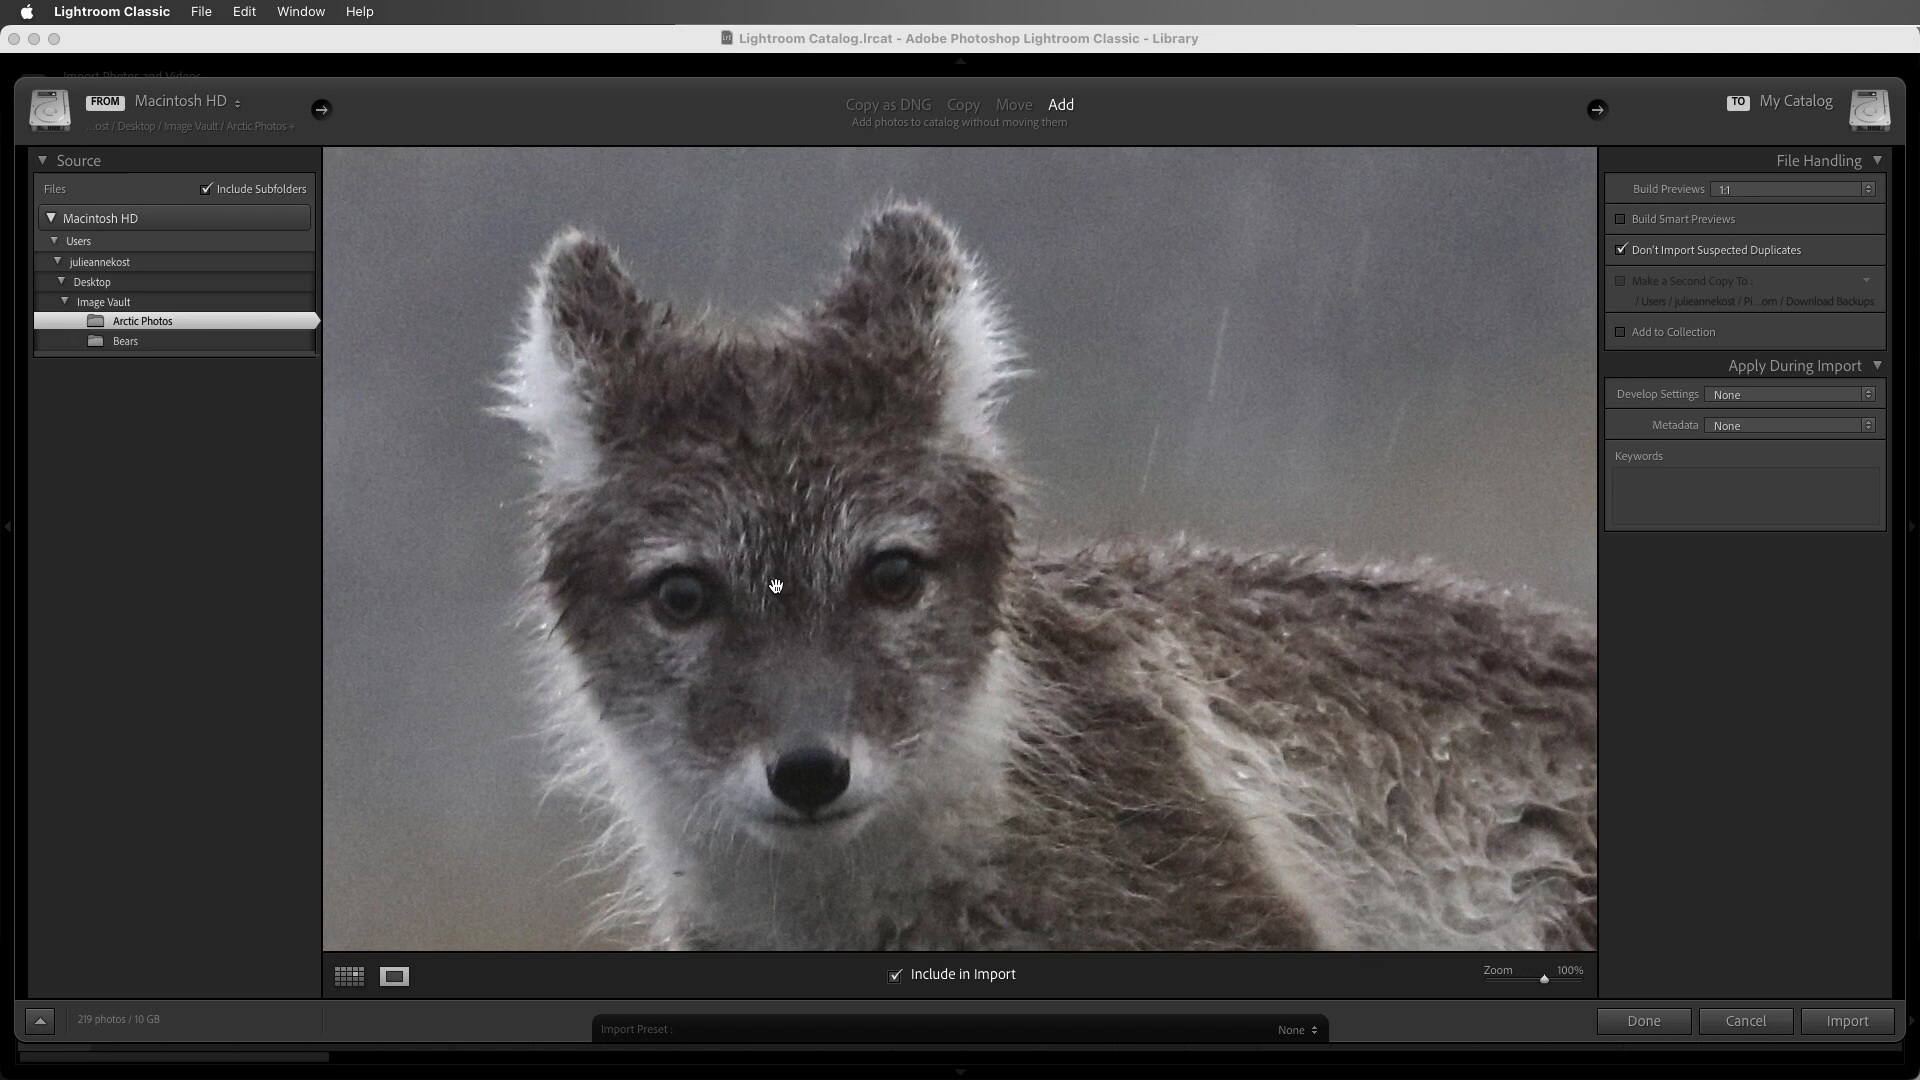 Lightroom Classic File Edit Window Help
Lightroom Catalog.lrcat - Adobe Photoshop Lightroom Classic - Library
Import Photos and Videos
FROM Macintosh HD
...ost / Desktop / Image Vault / Arctic Photos +
Copy as DNG Copy Move Add
Add photos to catalog without moving them
TO My Catalog
Source
Files Include Subfolders
Macintosh HD
Users
julieannekost
Desktop
Image Vault
Arctic Photos
Bears
File Handling
Build Previews 1:1
Build Smart Previews
Don't Import Suspected Duplicates
Make a Second Copy To :
/ Users / julieannekost / Pi...om / Download Backups
Add to Collection
Apply During Import
Develop Settings None
Metadata None
Keywords
Include in Import
Zoom 100%
219 photos / 10 GB
Import Preset : None
Done Cancel Import